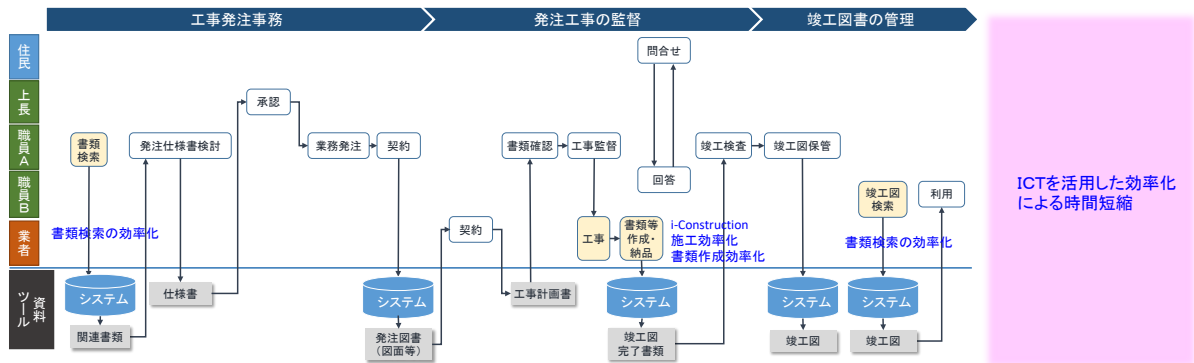 工事発注事務
発注工事の監督
竣工図書の管理
住民
上長
職員A
職員B
業者
資料
ツール
問合せ
承認
書類
検索
発注仕様書検討
業務発注
契約
書類確認
工事監督
竣工検査
竣工図保管
回答
竣工図
検索
利用
書類検索の効率化
契約
工事
書類等
作成・
納品
i-Construction
施工効率化
書類作成効率化
書類検索の効率化
システム
仕様書
システム
工事計画書
システム
システム
システム
関連書類
発注図書
(図面等)
竣工図
完了書類
竣工図
竣工図
ICTを活用した効率化
による時間短縮